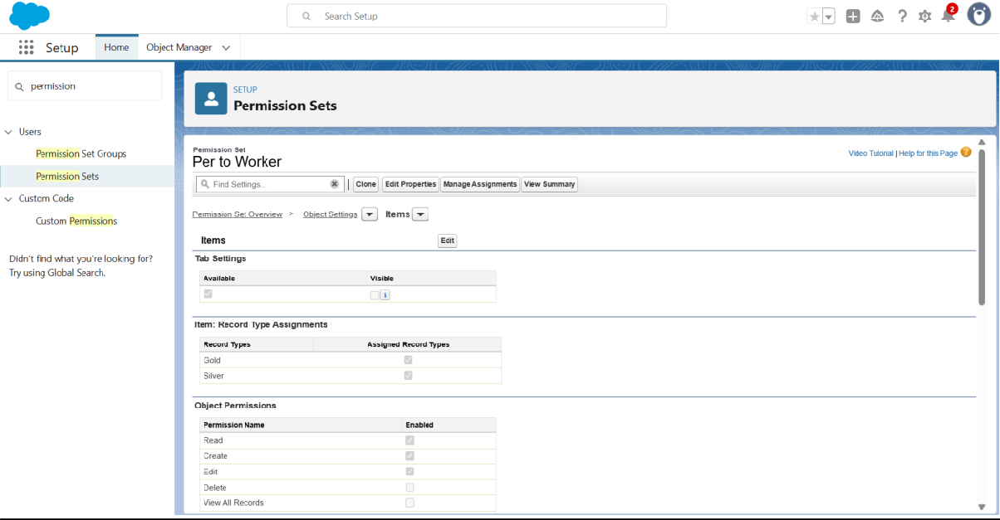 Search Setup
2
Setup
Home
Object Manager
permission
Users
Permission Set Groups
Permission Sets
Custom Code
Custom Permissions
Didn't find what you're looking for?
Try using Global Search.
SETUP
Permission Sets
Permission Set
Per to Worker
Video Tutorial | Help for this Page ?
Find Settings...
Clone
Edit Properties
Manage Assignments
View Summary
Permission Set Overview > Object Settings Items
Items
Edit
Tab Settings
Available Visible
i
Item: Record Type Assignments
Record Types Assigned Record Types
Gold
Silver
Object Permissions
Permission Name Enabled
Read
Create
Edit
Delete
View All Records